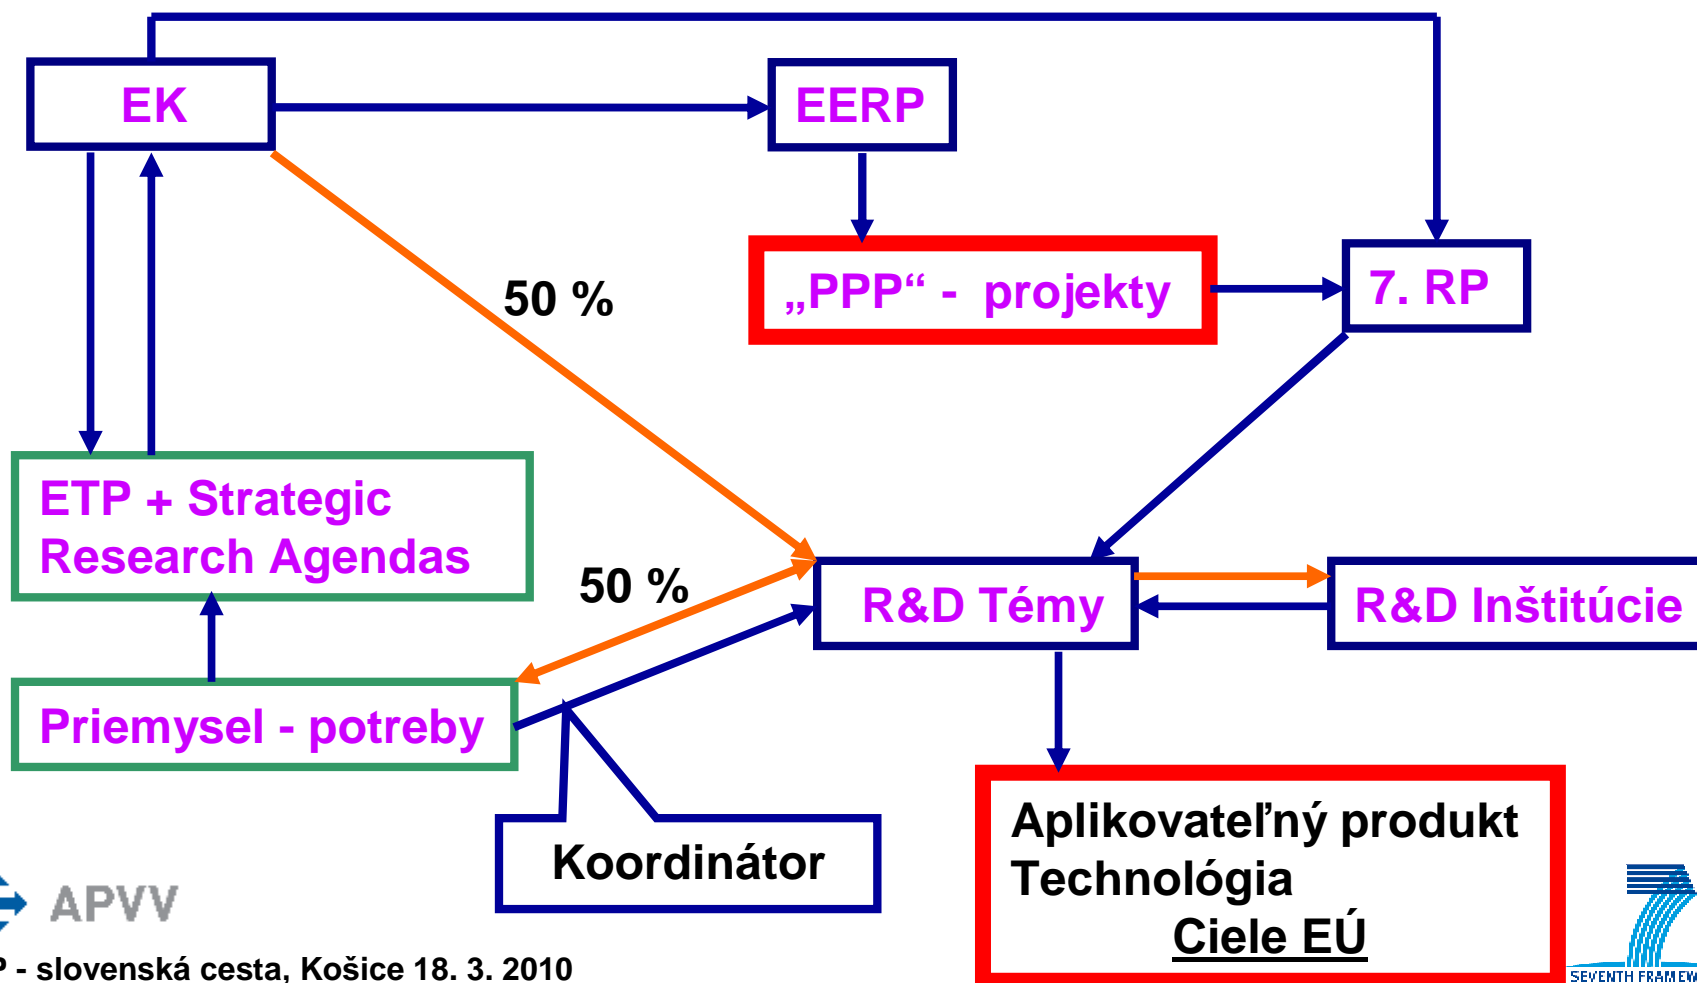 EK
EERP
50 %
„PPP“ - projekty
7. RP
ETP + Strategic
Research Agendas
50 %
R&D Témy
R&D Inštitúcie
Priemysel - potreby
Koordinátor
Aplikovateľný produkt
Technológia
Ciele EÚ
APVV
- slovenská cesta, Košice 18. 3. 2010
SEVENTH